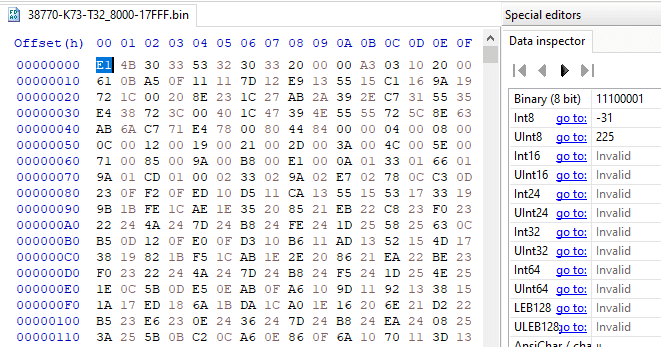 38770-K73-T32_8000-17FFF.bin
Special editors
Offset(h) 00 01 02 03 04 05 06 07 08 09 0A 0B 0C 0D 0E 0F
Data inspector
00000000 E1 4B 30 33 53 32 30 33 20 00 00 A3 03 10 20 00
00000010 61 0B A5 0F 11 11 7D 12 E9 13 55 15 C1 16 9A 19
00000020 72 1C 00 20 8E 23 1C 27 AB 2A 39 2E C7 31 55 35
00000030 E4 38 72 3C 00 40 1C 47 39 4E 55 55 72 5C 8E 63
00000040 AB 6A C7 71 E4 78 00 80 44 84 00 00 04 00 08 00
00000050 0C 00 12 00 19 00 21 00 2D 00 3A 00 4C 00 5E 00
00000060 71 00 85 00 9A 00 B8 00 E1 00 0A 01 33 01 66 01
00000070 9A 01 CD 01 00 02 33 02 9A 02 E7 02 78 0C C3 0D
00000080 23 0F F2 0F ED 10 D5 11 CA 13 55 15 53 17 33 19
00000090 9B 1B FE 1C AE 1E 35 20 85 21 EB 22 C8 23 F0 23
000000A0 22 24 4A 24 7D 24 B8 24 FE 24 1D 25 58 25 63 0C
000000B0 B5 0D 12 0F E0 0F D3 10 B6 11 AD 13 52 15 4D 17
000000C0 38 19 82 1B F5 1C AB 1E 2E 20 86 21 EA 22 BE 23
000000D0 F0 23 22 24 4A 24 7D 24 B8 24 F5 24 1D 25 4E 25
000000E0 1E 0C 5B 0D E5 0E AB 0F A6 10 9D 11 92 13 38 15
000000F0 1A 17 ED 18 6A 1B DA 1C A0 1E 16 20 6E 21 D2 22
00000100 B5 23 E6 23 0E 24 36 24 7D 24 B8 24 EA 24 08 25
00000110 3A 25 5B 0B C2 0C A6 0E 86 0F 6A 10 70 11 3D 13
Binary (8 bit) 11100001
Int8 go to: -31
UInt8 go to: 225
Int16 go to: Invalid
UInt16 go to: Invalid
Int24 go to: Invalid
UInt24 go to: Invalid
Int32 go to: Invalid
UInt32 go to: Invalid
Int64 go to: Invalid
UInt64 go to: Invalid
LEB128 go to: Invalid
ULEB128 go to: Invalid